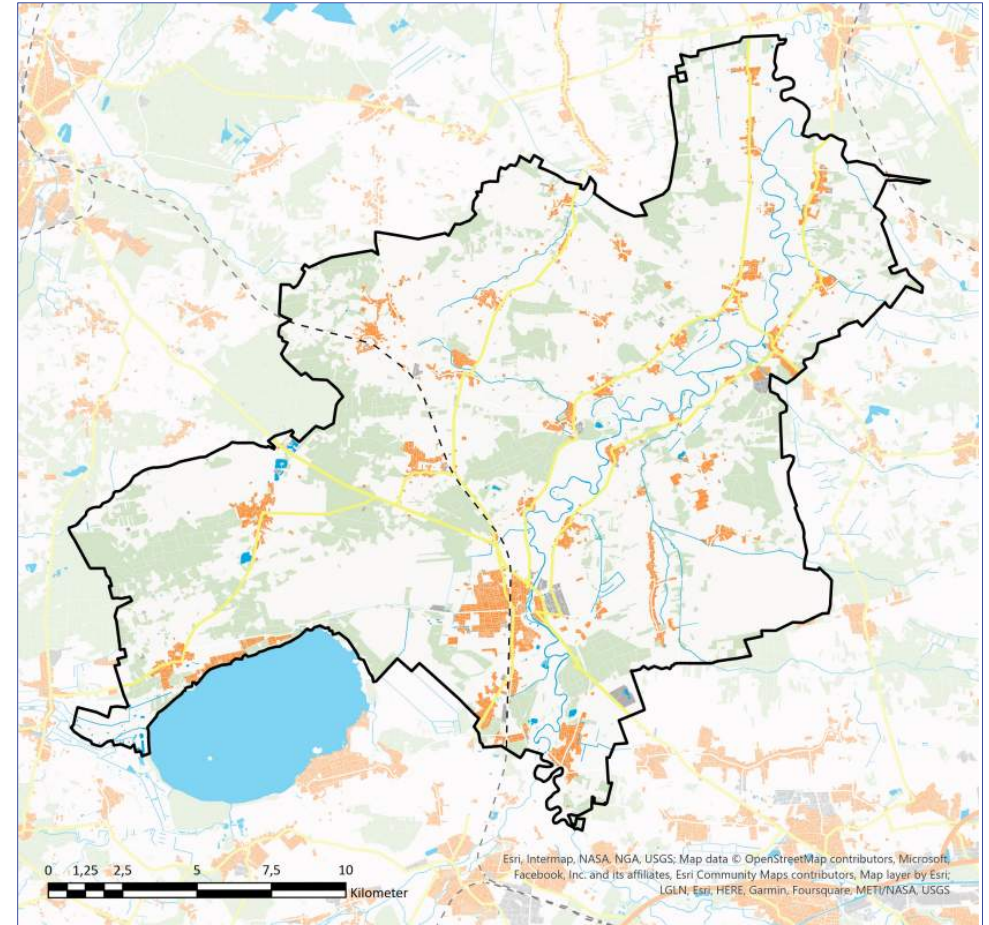 0 1,25 2,5 5 7,5 10
Kilometer
Esri, Intermap, NASA, NGA, USGS; Map data © OpenStreetMap contributors, Microsoft,
Facebook, Inc. and its affiliates, Esri Community Maps contributors, Map layer by Esri;
LGLN, Esri, HERE, Garmin, Foursquare, METI/NASA, USGS